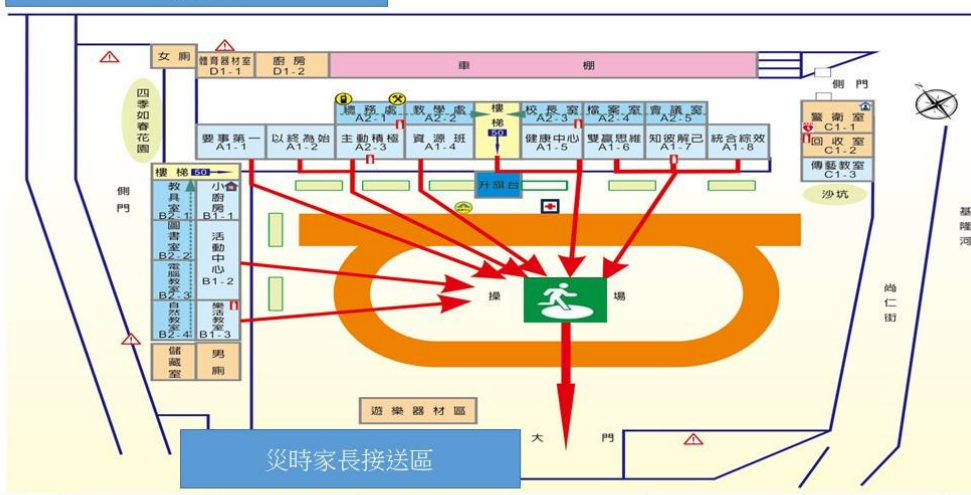 女廁
體育器材室
D1-1
廚房
D1-2
車棚
側門
四季如春花園
總務處
A2-1
教學處
A2-2
樓梯
50
校長室
A2-3
檔案室
A2-4
會議室
A2-5
警衛室
C1-1
回收室
C1-2
傳藝教室
C1-3
沙坑
要事第一
A1-1
以終為始
A1-2
主動積極
A2-3
資源班
A1-4
健康中心
A1-5
雙贏思維
A1-6
知彼解己
A1-7
統合綜效
A1-8
樓梯 50
升旗台
側門
教具室
B2-1
小廚房
B1-1
圖書室
B2-2
活動中心
B1-2
電腦教室
B2-3
自然教室
B2-4
樂活教室
B1-3
儲藏室
男廁
操場
基隆河
尚仁街
遊樂器材區
大門
災時家長接送區